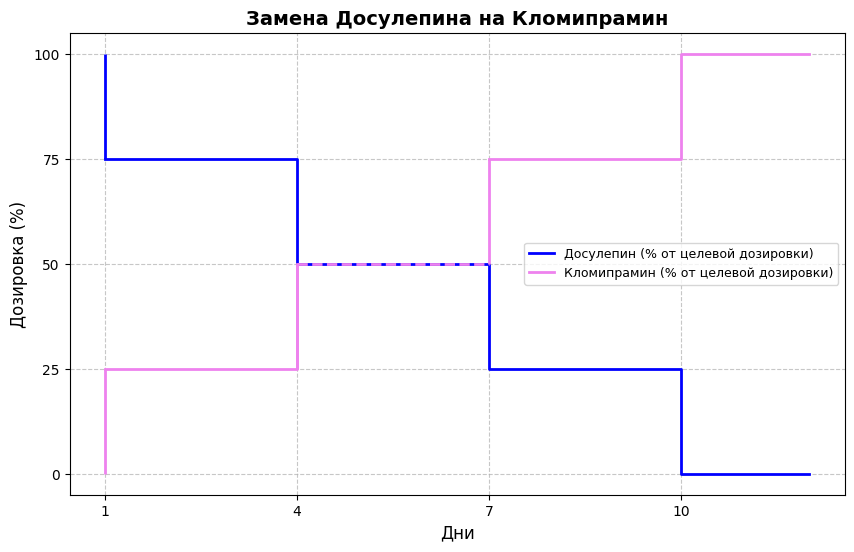 Замена Досулепина на Кломипрамин
Дозировка (%)
100
75
50
25
0
Досулепин (% от целевой дозировки)
Кломипрамин (% от целевой дозировки)
1 4 7 10
Дни